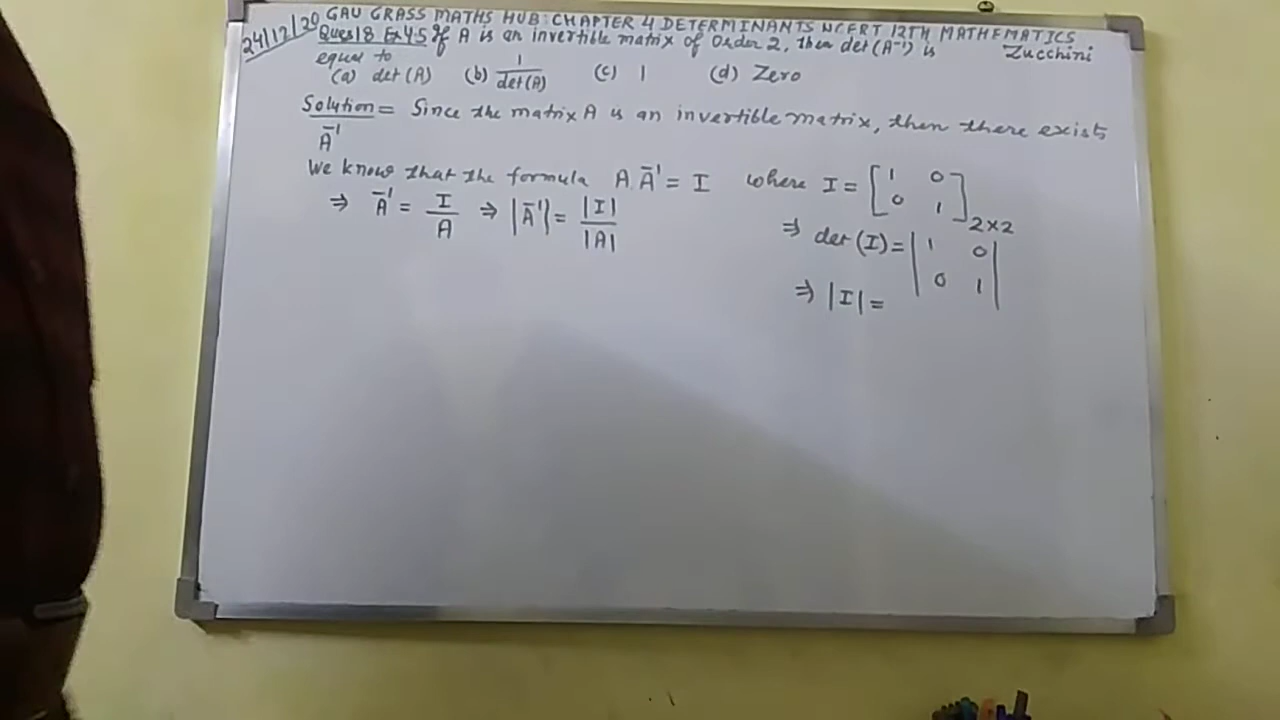 24/12/20 GAU GRASS MATHS HUB: CHAPTER 4 DETERMINANTS NCERT 12TH MATHEMATICS
Ques18 Ex 4.5 If A is an invertible matrix of Order 2, then det(A⁻¹) is Zucchini
equal to
(a) det(A) (b) 1/det(A) (c) 1 (d) Zero
Solution = Since the matrix A is an invertible matrix, then there exists
A⁻¹
We know that the formula A A⁻¹ = I where I = [1 0; 0 1] 2×2
⇒ A⁻¹ = I/A ⇒ |A⁻¹| = |I|/|A|
⇒ det(I) = |1 0; 0 1|
⇒ |I| =